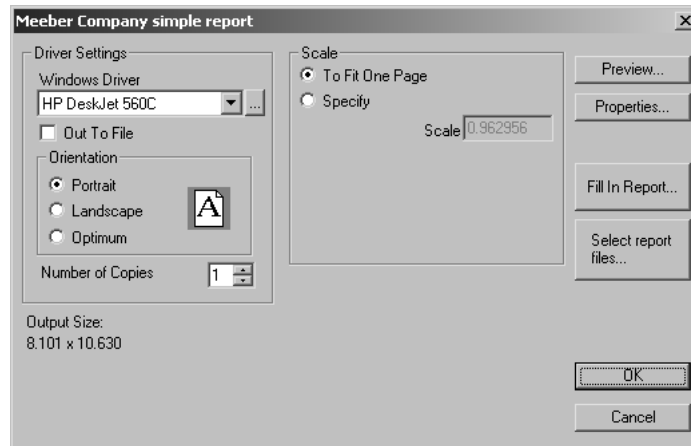 Meeber Company simple report
Driver Settings
Windows Driver
HP DeskJet 560C
...
Out To File
Orientation
Portrait
Landscape
Optimum
A
Number of Copies
1
Output Size:
8.101 x 10.630
Scale
To Fit One Page
Specify
Scale 0.962956
Preview...
Properties...
Fill In Report...
Select report
files...
OK
Cancel